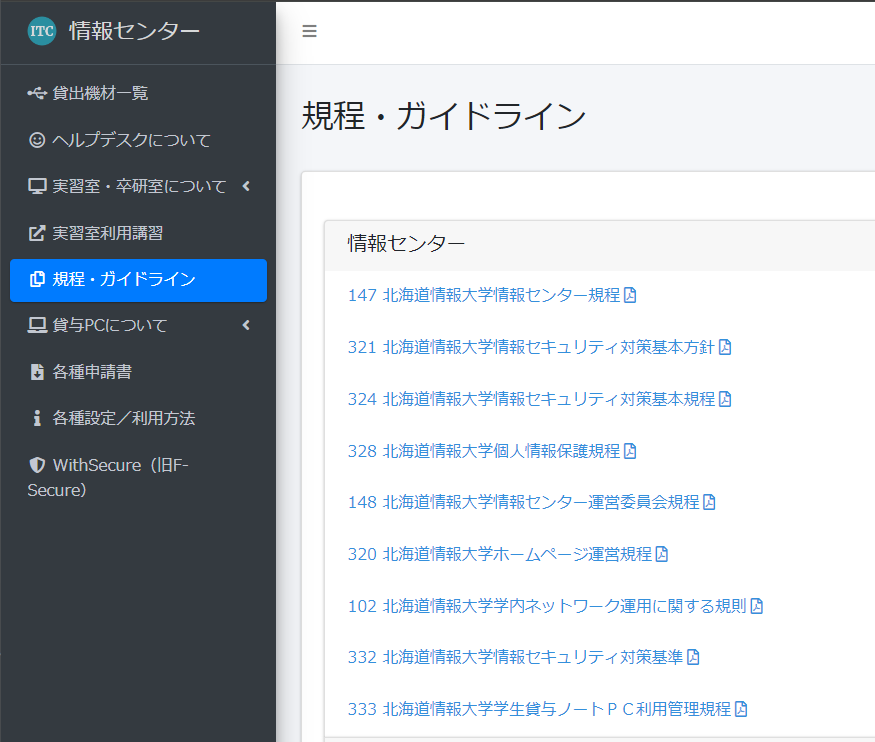 ITC 情報センター
貸出機材一覧
ヘルプデスクについて
実習室・卒研室について
実習室利用講習
規程・ガイドライン
貸与PCについて
各種申請書
各種設定／利用方法
WithSecure（旧F-
Secure）
規程・ガイドライン
情報センター
147 北海道情報大学情報センター規程
321 北海道情報大学情報セキュリティ対策基本方針
324 北海道情報大学情報セキュリティ対策基本規程
328 北海道情報大学個人情報保護規程
148 北海道情報大学情報センター運営委員会規程
320 北海道情報大学ホームページ運営規程
102 北海道情報大学学内ネットワーク運用に関する規則
332 北海道情報大学情報セキュリティ対策基準
333 北海道情報大学学生貸与ノートＰＣ利用管理規程